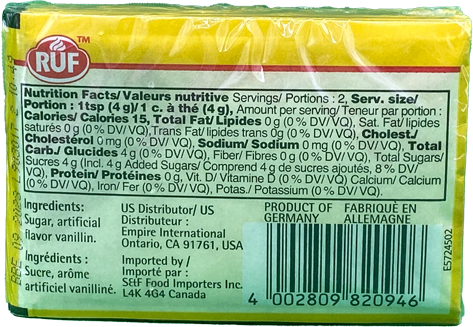 RUF™
Nutrition Facts/Valeurs nutritive Servings/ Portions : 2, Serv. size/
Portion : 1tsp (4 g)/1 c. à thé (4 g), Amount per serving/ Teneur par portion :
Calories/ Calories 15, Total Fat/ Lipides 0 g (0 % DV/ VQ), Sat. Fat/ lipides
saturés 0 g (0 % DV/ VQ),Trans Fat/ lipides trans 0g (0 % DV/ VQ), Cholest./
Cholestérol 0 mg (0 % DV/ VQ), Sodium/ Sodium 0 mg (0 % DV/ VQ), Total
Carb./ Glucides 4 g (0 % DV/ VQ), Fiber/ Fibres 0 g (0 % DV/ VQ), Total Sugars/
Sucres 4 g (Incl. 4 g Added Sugars/ Comprend 4 g de sucres ajoutés, 8 % DV/
VQ), Protein/ Protéines 0 g, Vit. D/ Vitamine D (0 % DV/ VQ) Calcium/ Calcium
(0 % DV/ VQ), Iron/ Fer (0 % DV/ VQ), Potas./ Potassium (0 % DV/ VQ).
Ingredients:
Sugar, artificial
flavor vanillin.
Ingrédients :
Sucre, arôme
artificiel vanilliné.
US Distributor/ US
Distributeur :
Empire International
Ontario, CA 91761, USA
Imported by /
Importé par :
Stif Food Importers Inc.
L4K 4G4 Canada
PRODUCT OF FABRIQUÉ EN
GERMANY ALLEMAGNE
4 002809 820946
E5724502